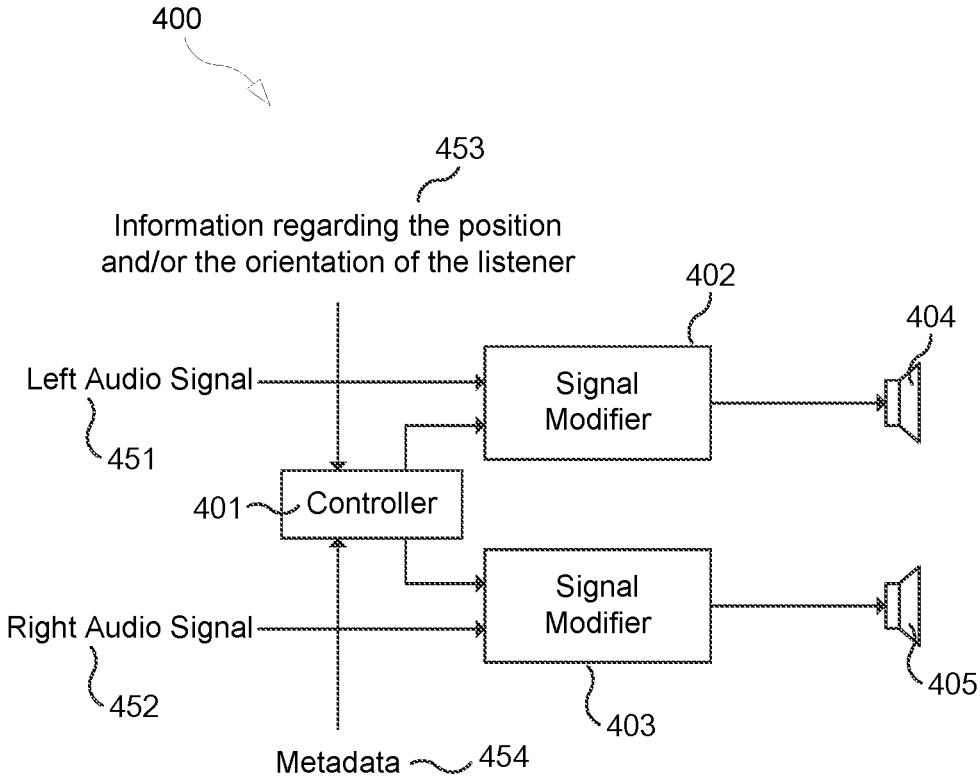 400
453
Information regarding the position
and/or the orientation of the listener
402
404
Left Audio Signal
Signal
Modifier
451
401
Controller
Signal
Modifier
Right Audio Signal
452
403
405
Metadada
454